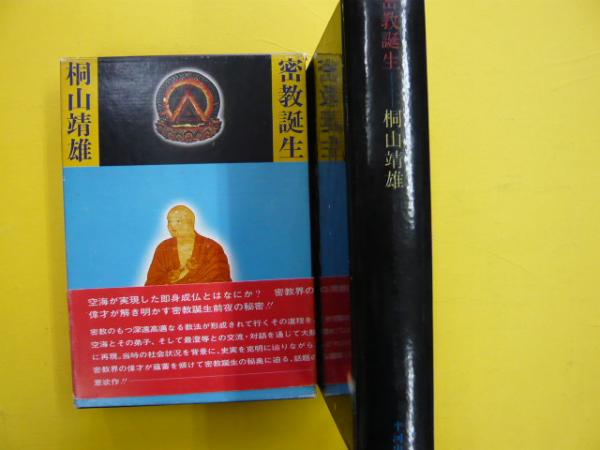 密教誕生
桐山靖雄
空海が実現した即身成仏とはなにか? 密教界の
偉才が解き明かす密教誕生前夜の秘密!!
密教のもつ深遠高邁なる教法が形成されて行くその道程を、
空海とその弟子、そして最澄等との交流・対話を通じて大胆
に再現。当時の社会状況を背景に、史実を克明に辿りながら、
密教界の偉才が蘊蓄を傾けて密教誕生の秘奥に迫る、話題の
意欲作!!
密教誕生
密教誕生
桐山靖雄
平河出